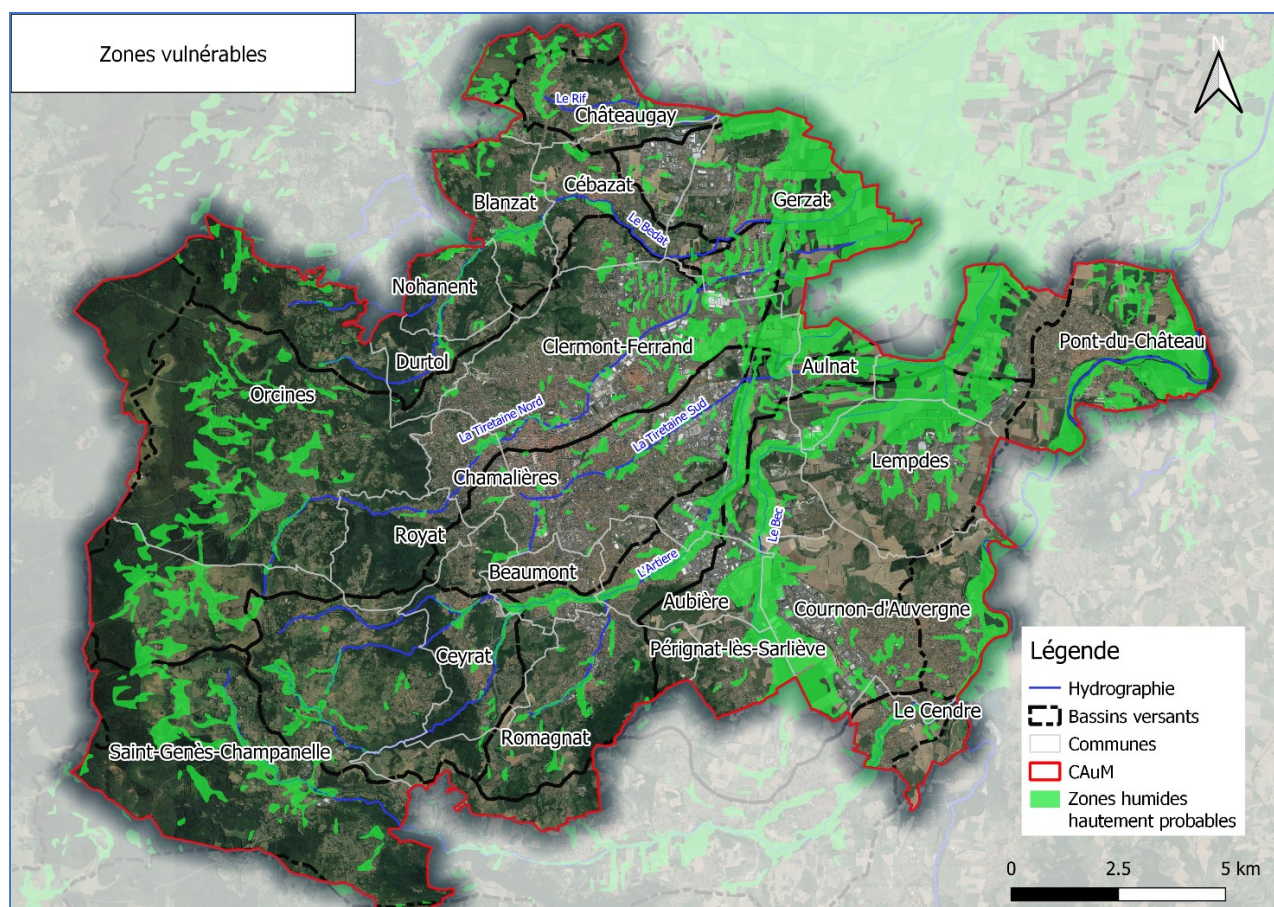 Zones vulnérables
N
Le Rif
Châteaugay
Cébazat
Blanzat
Gerzat
Le Bedat
Nohanent
Pont-du-Château
Clermont-Ferrand
Durtol
Aulnat
Orcines
La Tiretaine Nord
La Tiretaine Sud
Lempdes
Chamalières
Royat
Le Bec
Beaumont
L'Artiere
Aubière
Cournon-d'Auvergne
Pérignat-lès-Sarliève
Ceyrat
Le Cendre
Romagnat
Saint-Genès-Champanelle
Légende
Hydrographie
Bassins versants
Communes
CAuM
Zones humides
hautement probables
0 2.5 5 km